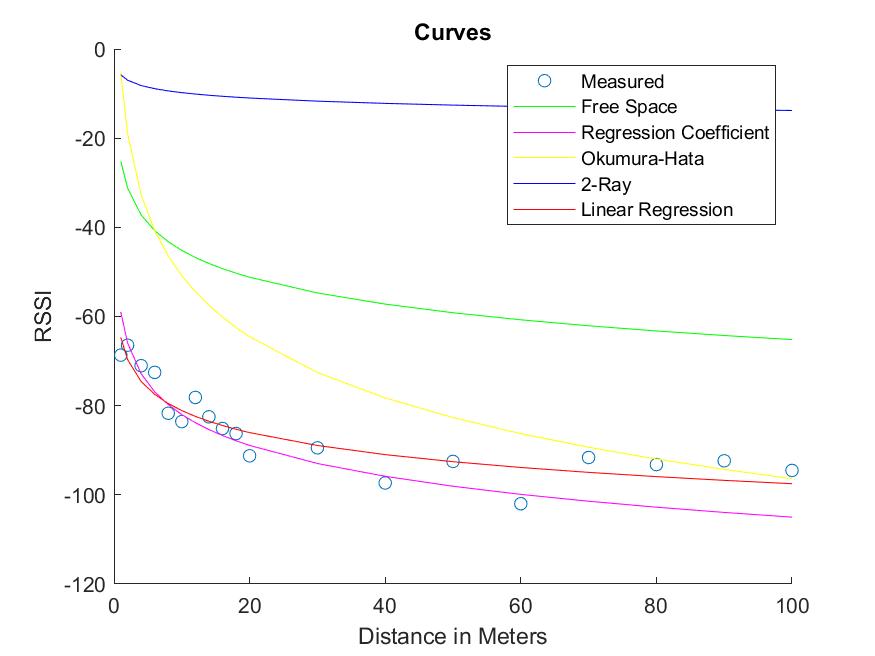 Curves
0
-20
-40
-60
-80
-100
-120
RSSI
Measured
Free Space
Regression Coefficient
Okumura-Hata
2-Ray
Linear Regression
0 20 40 60 80 100
Distance in Meters